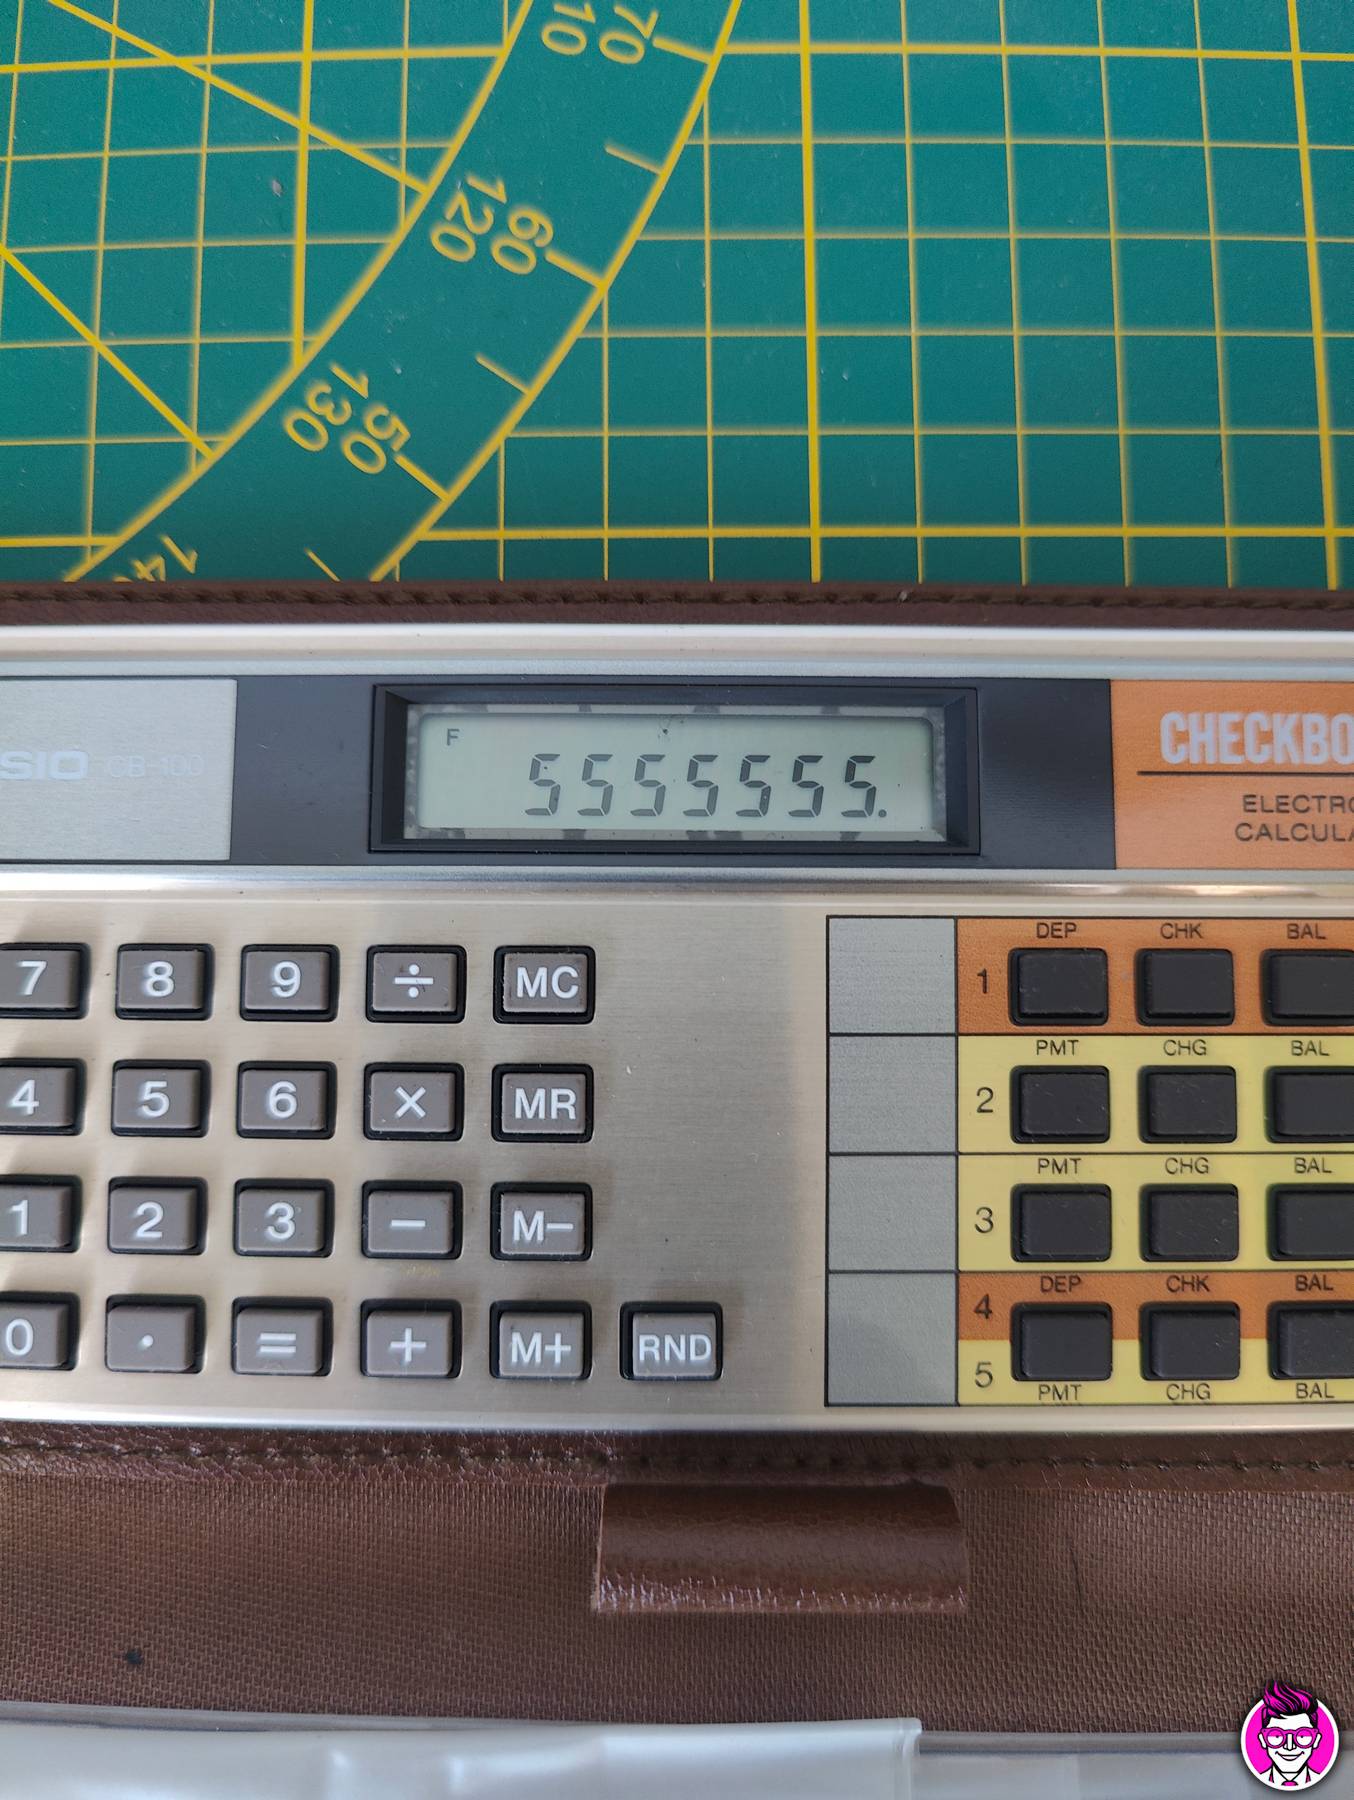 70
10
60
120
50
130
14
SIO CB-100
F
5555555.
CHECKBO
ELECTRO
CALCULA
7 8 9 ÷ MC
4 5 6 × MR
1 2 3 − M−
0 · = + M+ RND
DEP CHK BAL
1
PMT CHG BAL
2
PMT CHG BAL
3
DEP CHK BAL
4
5
PMT CHG BAL